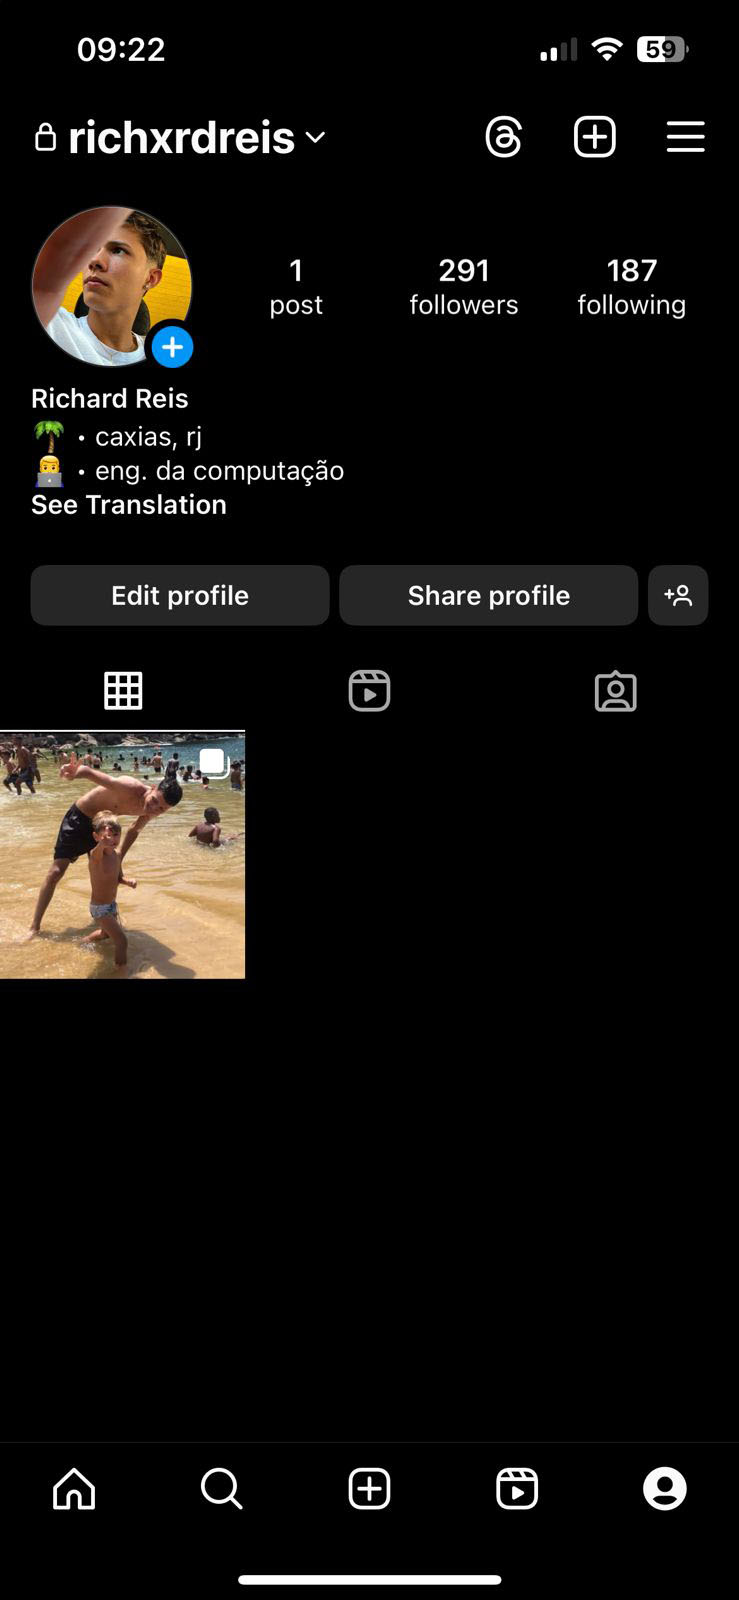 09:22
59
richxrdreis
1 291 187
post followers following
Richard Reis
🌴 • caxias, rj
👨‍💻 • eng. da computação
See Translation
Edit profile Share profile